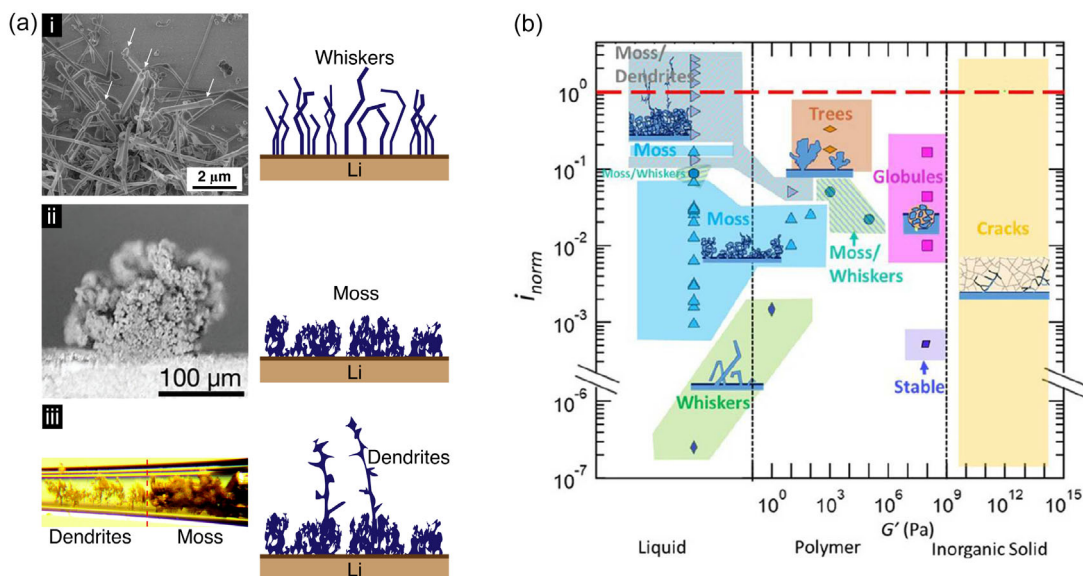 (a)
i
2 μm
Whiskers
Li
ii
100 μm
Moss
Li
iii
Dendrites
Moss
Dendrites
Li
(b)
i norm
10⁰
10⁻¹
10⁻²
10⁻³
10⁻⁶
10⁻⁷
Moss/
Dendrites
Moss
Moss/Whiskers
Moss
Trees
Globules
Moss/
Whiskers
Cracks
Stable
Whiskers
10⁰
10³
10⁶
10⁹
10¹²
10¹⁵
G' (Pa)
Liquid
Polymer
Inorganic Solid